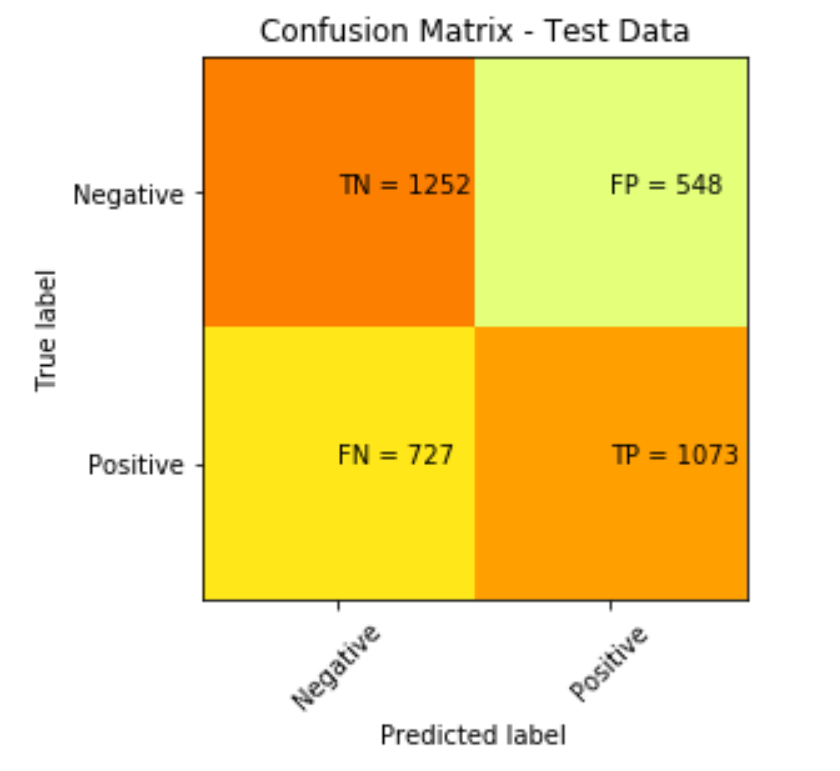 Confusion Matrix - Test Data
True label
Negative
TN = 1252
FP = 548
Positive
FN = 727
TP = 1073
Negative
Positive
Predicted label